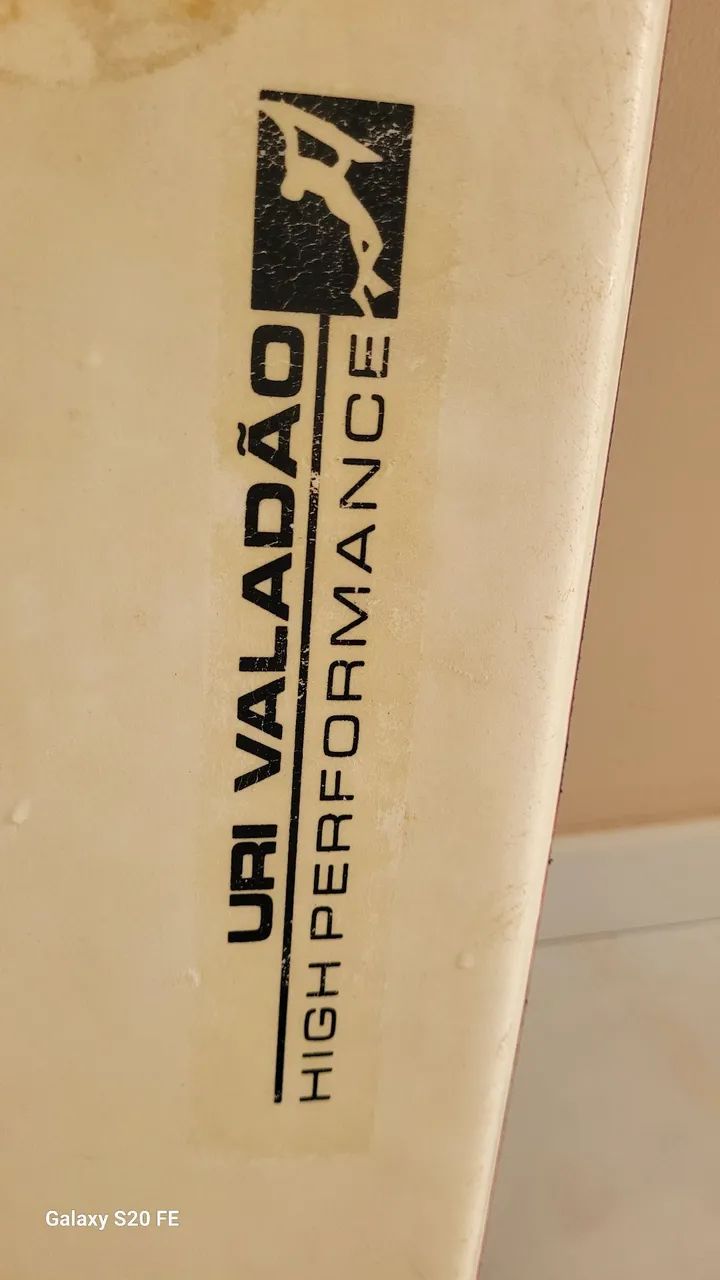 URI VALADÃO
HIGH PERFORMANCE
Galaxy S20 FE